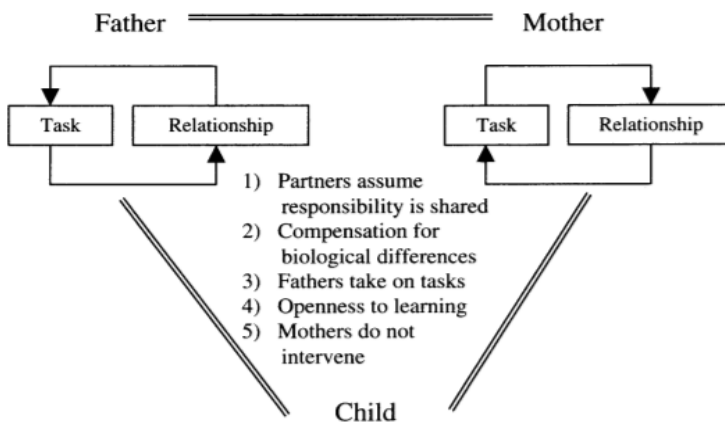 Father
Mother
Task
Relationship
Task
Relationship
1) Partners assume
responsibility is shared
2) Compensation for
biological differences
3) Fathers take on tasks
4) Openness to learning
5) Mothers do not
intervene
Child